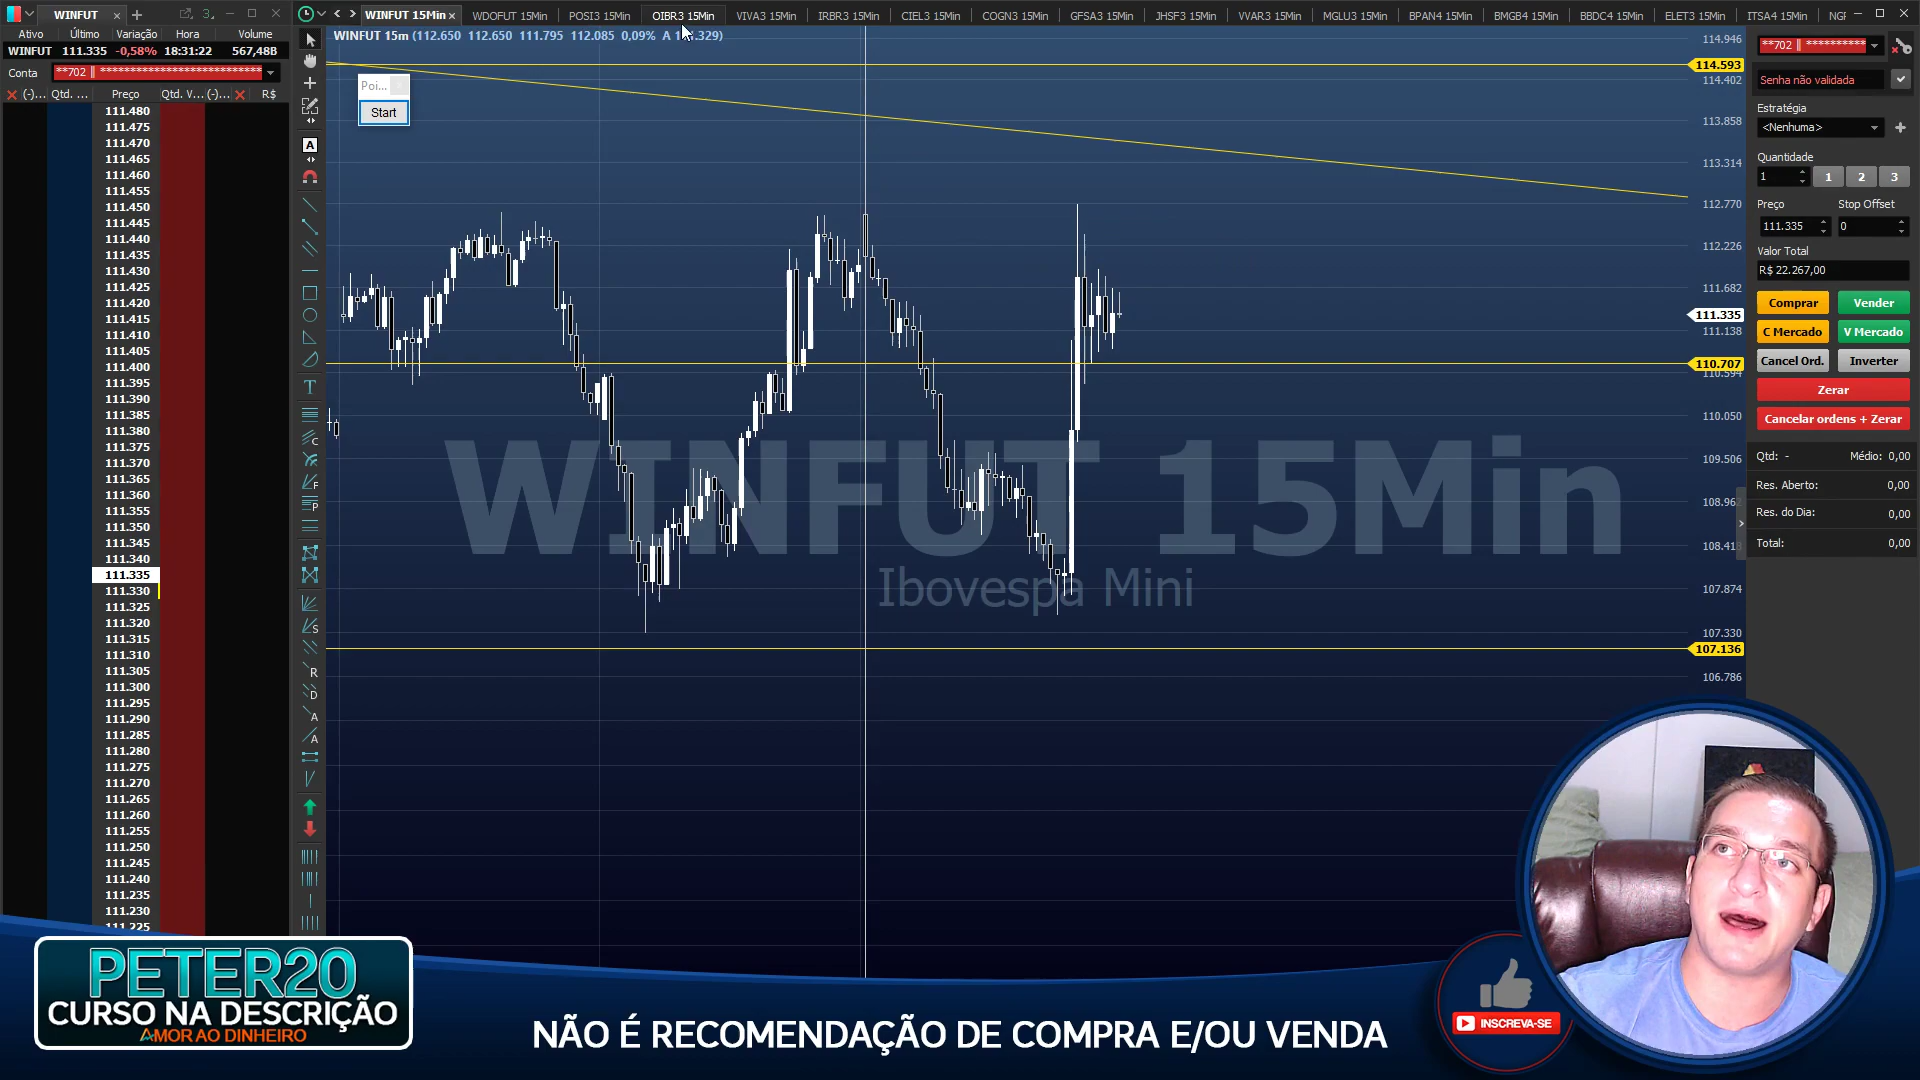 WINFUT
WINFUT 15Min
WDOFUT 15Min
POSI3 15Min
OIBR3 15Min
VIVA3 15Min
IRBR3 15Min
CIEL3 15Min
COGN3 15Min
GFSA3 15Min
JHSF3 15Min
VVAR3 15Min
MGLU3 15Min
BPAN4 15Min
BMGB4 15Min
BBDC4 15Min
ELET3 15Min
ITSA4 15Min
Ativo Último Variação Hora Volume
WINFUT 111.335 -0,58% 18:31:22 567,48B
Conta **702 || **************************
(-)... Qtd. ... Preço Qtd. V... (-)... R$
111.480
111.475
111.470
111.465
111.460
111.455
111.450
111.445
111.440
111.435
111.430
111.425
111.420
111.415
111.410
111.405
111.400
111.395
111.390
111.385
111.380
111.375
111.370
111.365
111.360
111.355
111.350
111.345
111.340
111.335
111.330
111.325
111.320
111.315
111.310
111.305
111.300
111.295
111.290
111.285
111.280
111.275
111.270
111.265
111.260
111.255
111.250
111.245
111.240
111.235
111.230
111.225
WINFUT 15m (112.650 112.650 111.795 112.085 0,09%
Poi...
Start
WINFUT 15Min
Ibovespa Mini
114.946
114.593
114.402
113.858
113.314
112.770
112.226
111.682
111.335
111.138
110.707
110.594
110.050
109.506
108.962
108.418
107.874
107.330
107.136
106.786
**702 || **********
Senha não validada
Estratégia
<Nenhuma>
Quantidade
1 1 2 3
Preço Stop Offset
111.335 0
Valor Total
R$ 22.267,00
Comprar Vender
C Mercado V Mercado
Cancel Ord. Inverter
Zerar
Cancelar ordens + Zerar
Qtd: - Médio: 0,00
Res. Aberto: 0,00
Res. do Dia: 0,00
Total: 0,00
PETER20
CURSO NA DESCRIÇÃO
AMOR AO DINHEIRO
NÃO É RECOMENDAÇÃO DE COMPRA E/OU VENDA
INSCREVA-SE